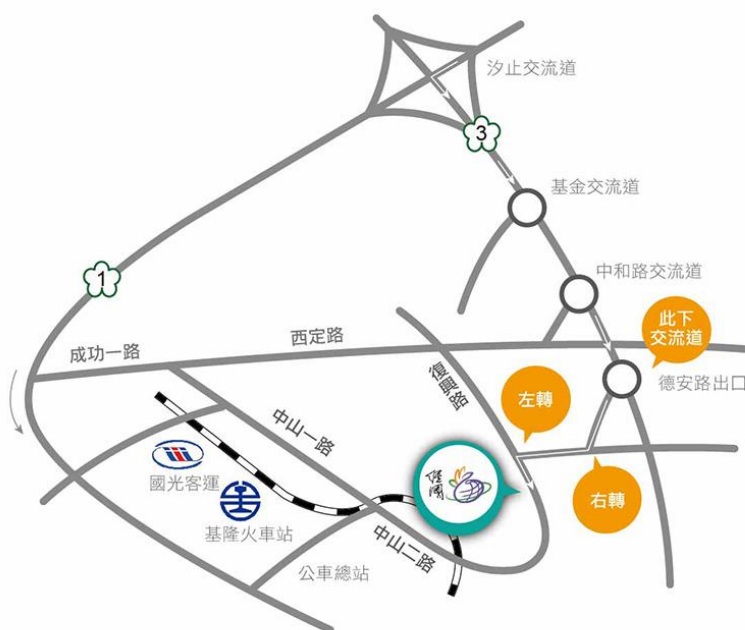 汐止交流道
3
基金交流道
1
中和路交流道
此下
交流道
西定路
成功一路
復興路
德安路出口
左轉
中山一路
國光客運
右轉
基隆火車站
中山二路
公車總站